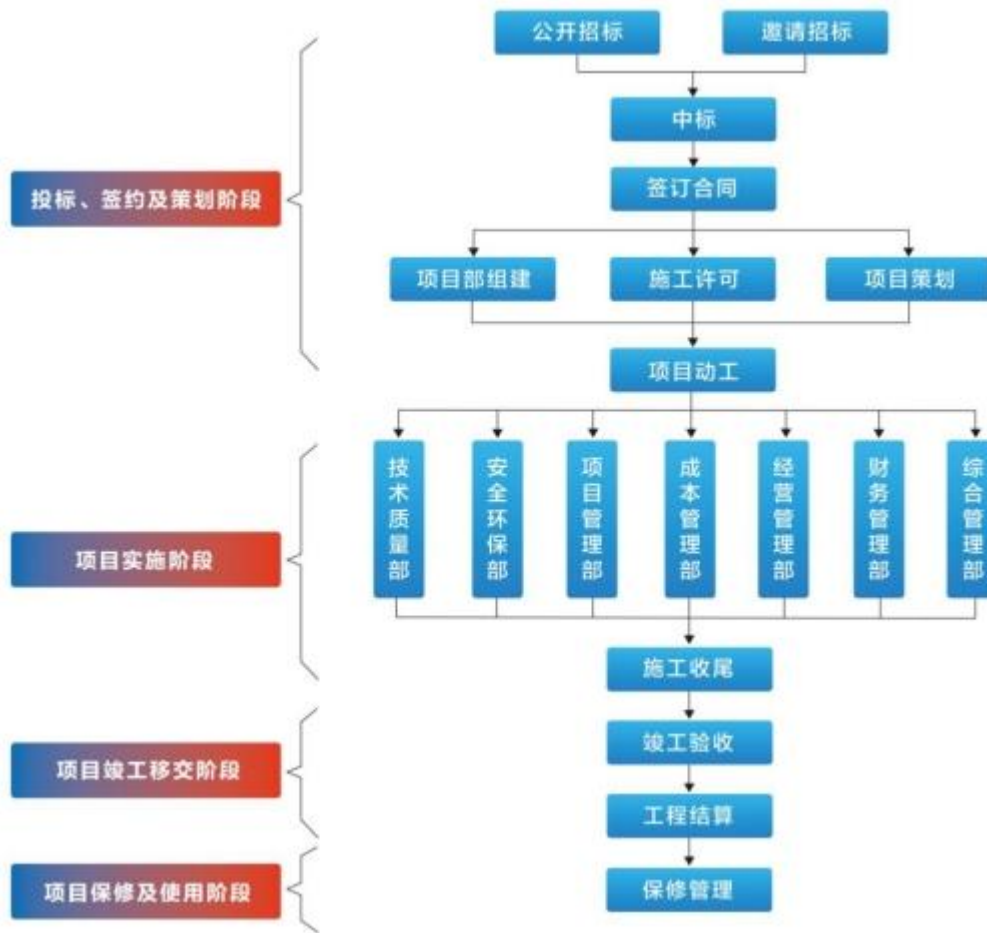 公开招标
邀请招标
中标
投标、签约及策划阶段
签订合同
项目部组建
施工许可
项目策划
项目动工
技术质量部
安全环保部
项目管理部
成本管理部
经营管理部
财务管理部
综合管理部
项目实施阶段
施工收尾
竣工验收
项目竣工移交阶段
工程结算
项目保修及使用阶段
保修管理